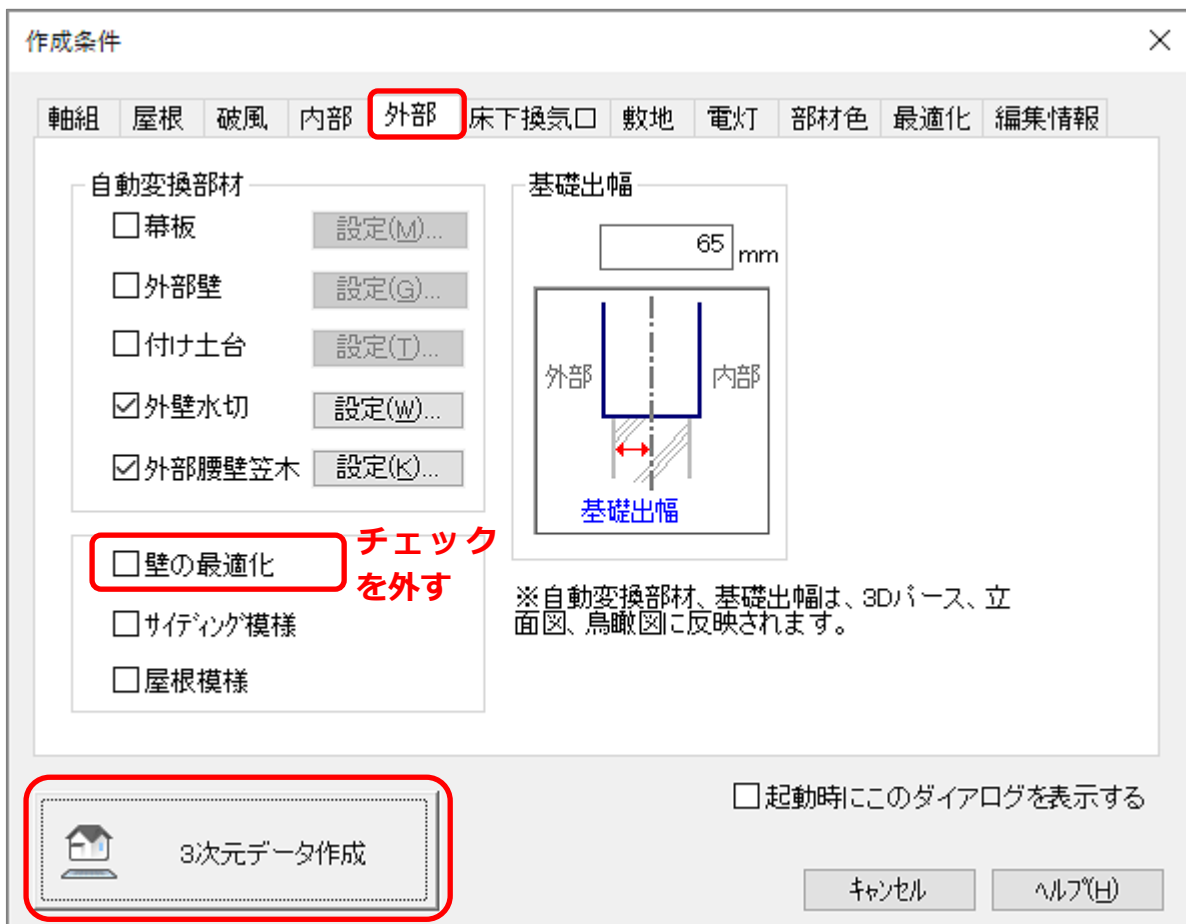 作成条件
軸組 屋根 破風 内部 外部 床下換気口 敷地 電灯 部材色 最適化 編集情報
自動変換部材
幕板 設定(M)...
外部壁 設定(G)...
付け土台 設定(T)...
外壁水切 設定(W)...
外部腰壁笠木 設定(K)...
壁の最適化
チェック
を外す
サイディング模様
屋根模様
基礎出幅
65 mm
外部 内部
基礎出幅
※自動変換部材、基礎出幅は、3Dパース、立
面図、鳥瞰図に反映されます。
3次元データ作成
起動時にこのダイアログを表示する
キャンセル ヘルプ(H)